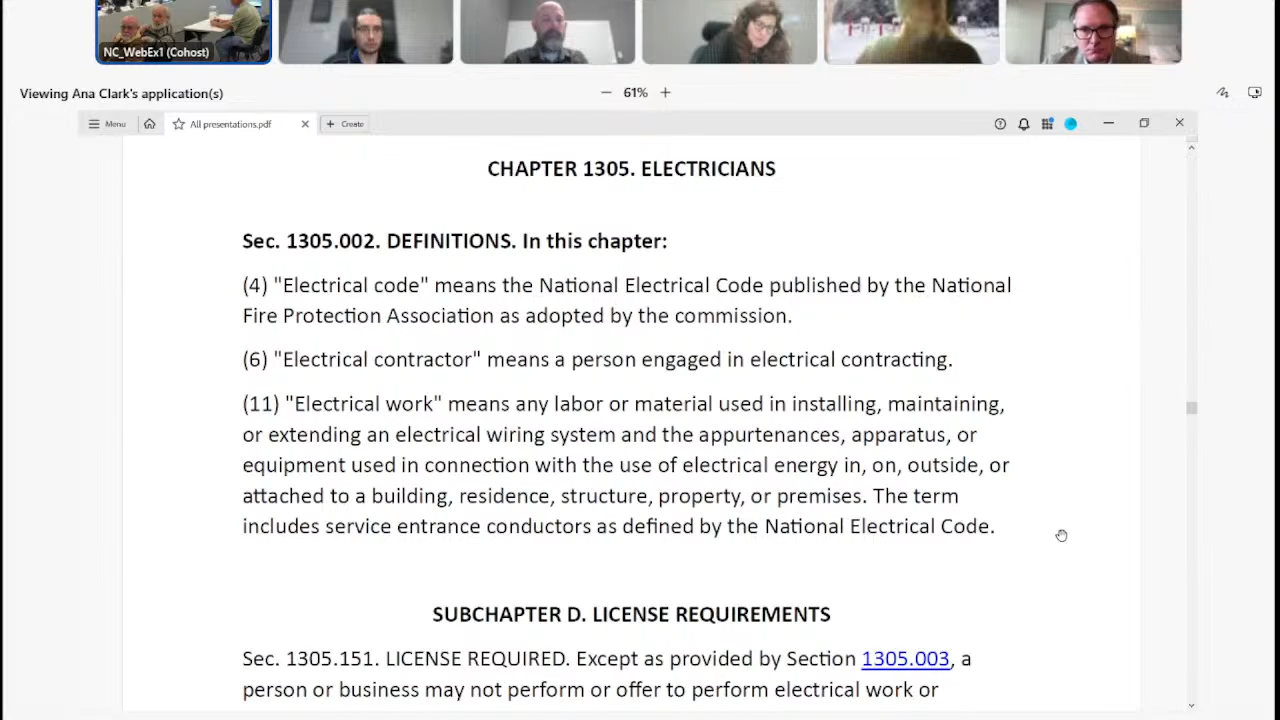 NC_WebEx1 (Cohost)
Viewing Ana Clark's application(s)
61%
Menu
All presentations.pdf
Create
CHAPTER 1305. ELECTRICIANS
Sec. 1305.002. DEFINITIONS. In this chapter:
(4) "Electrical code" means the National Electrical Code published by the National
Fire Protection Association as adopted by the commission.
(6) "Electrical contractor" means a person engaged in electrical contracting.
(11) "Electrical work" means any labor or material used in installing, maintaining,
or extending an electrical wiring system and the appurtenances, apparatus, or
equipment used in connection with the use of electrical energy in, on, outside, or
attached to a building, residence, structure, property, or premises. The term
includes service entrance conductors as defined by the National Electrical Code.
SUBCHAPTER D. LICENSE REQUIREMENTS
Sec. 1305.151. LICENSE REQUIRED. Except as provided by Section 1305.003, a
person or business may not perform or offer to perform electrical work or